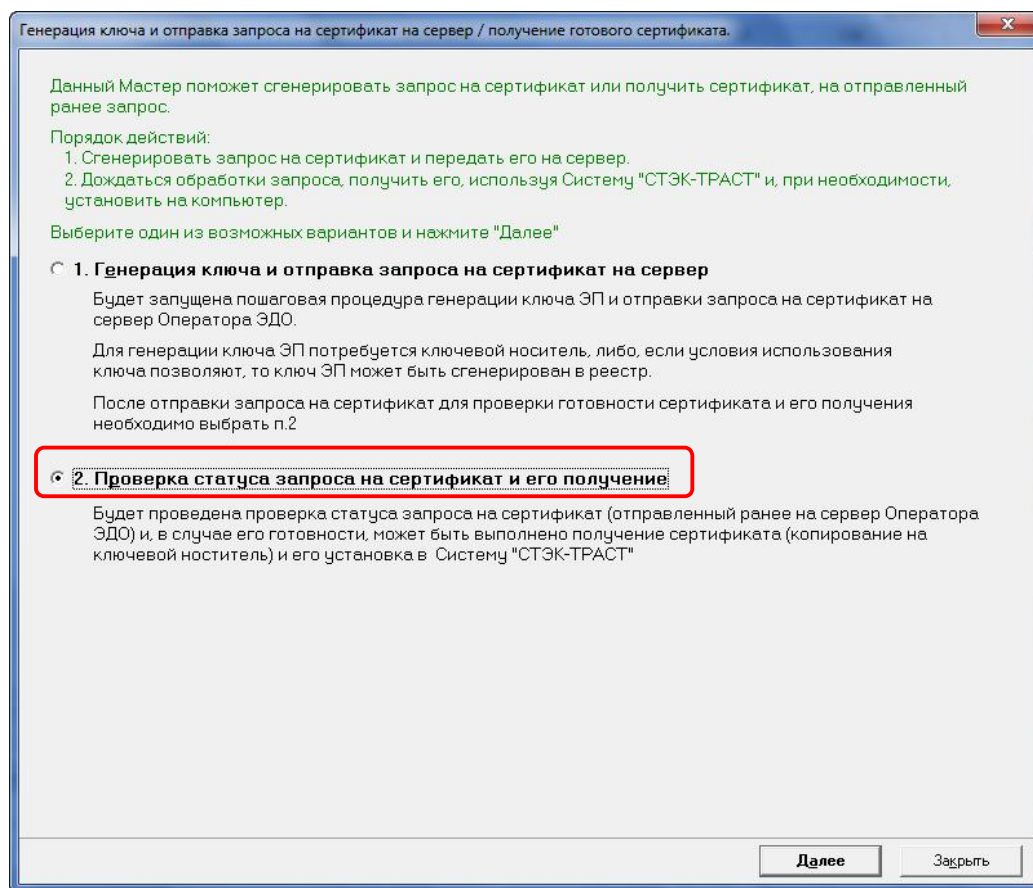 Генерация ключа и отправка запроса на сертификат на сервер / получение готового сертификата.
Данный Мастер поможет сгенерировать запрос на сертификат или получить сертификат, на отправленный
ранее запрос.
Порядок действий:
1. Сгенерировать запрос на сертификат и передать его на сервер.
2. Дождаться обработки запроса, получить его, используя Систему "СТЭК-ТРАСТ" и, при необходимости,
установить на компьютер.
Выберите один из возможных вариантов и нажмите "Далее"
1. Генерация ключа и отправка запроса на сертификат на сервер
Будет запущена пошаговая процедура генерации ключа ЭП и отправки запроса на сертификат на
сервер Оператора ЭДО.
Для генерации ключа ЭП потребуется ключевой носитель, либо, если условия использования
ключа позволяют, то ключ ЭП может быть сгенерирован в реестр.
После отправки запроса на сертификат для проверки готовности сертификата и его получения
необходимо выбрать п.2
2. Проверка статуса запроса на сертификат и его получение
Будет проведена проверка статуса запроса на сертификат (отправленный ранее на сервер Оператора
ЭДО) и, в случае его готовности, может быть выполнено получение сертификата (копирование на
ключевой ноститель) и его установка в Систему "СТЭК-ТРАСТ"
Далее
Закрыть